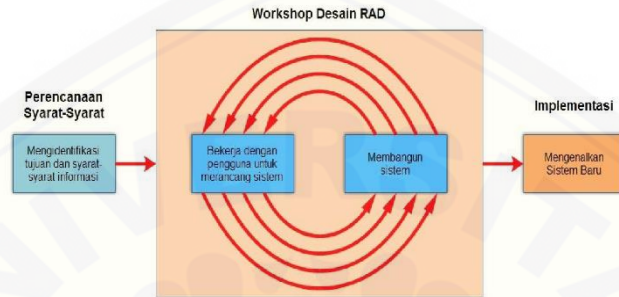 Workshop Desain RAD
Perencanaan
Syarat-Syarat
Mengidentifikasi
tujuan dan syarat-
syarat informasi
Bekerja dengan
pengguna untuk
merancang sistem
Membangun
sistem
Implementasi
Mengenalkan
Sistem Baru